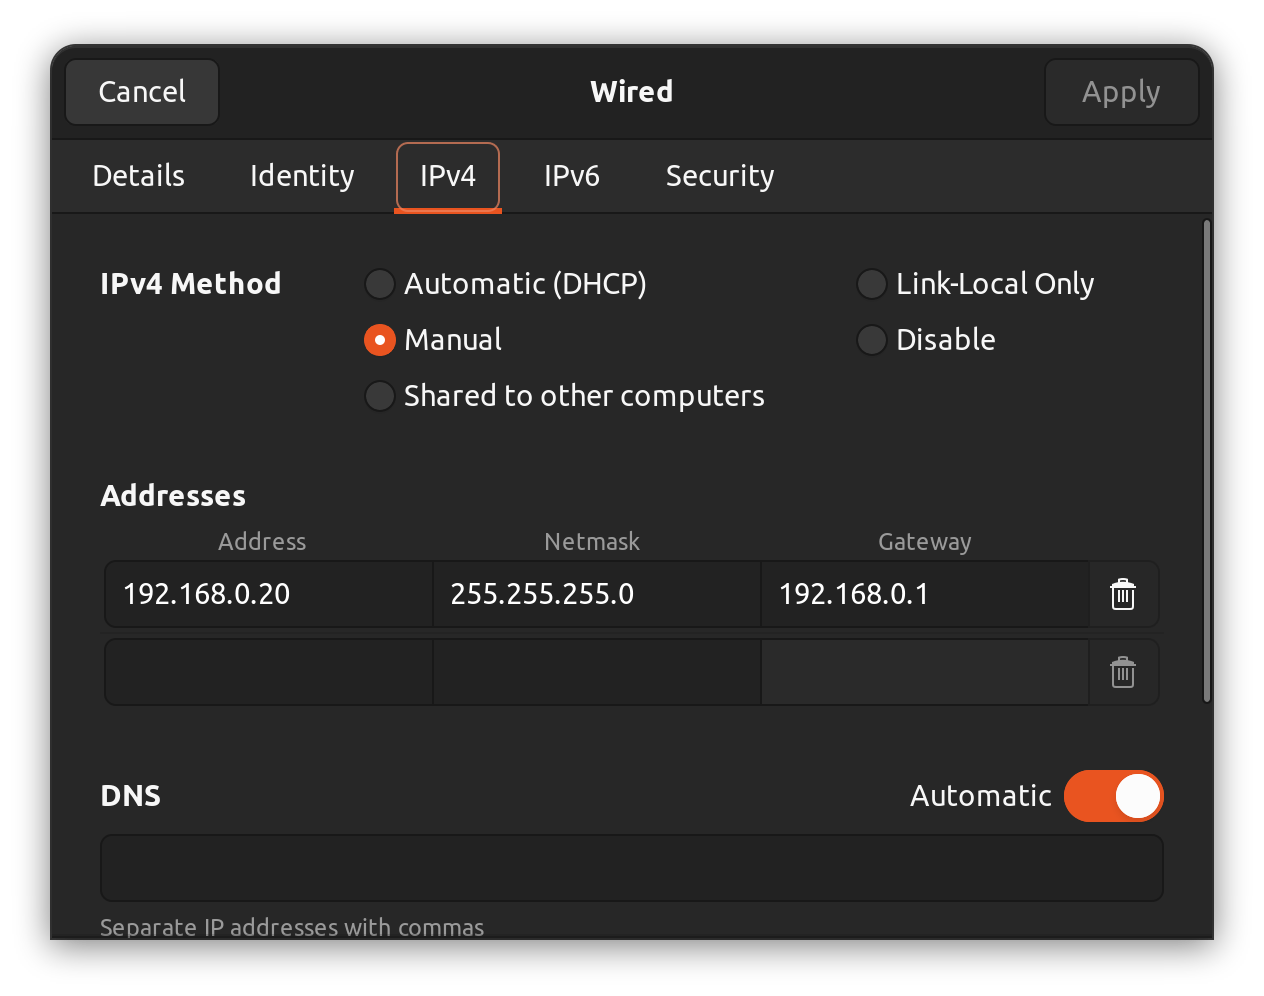 Cancel Wired Apply
Details Identity IPv4 IPv6 Security
IPv4 Method Automatic (DHCP) Link-Local Only
Manual Disable
Shared to other computers
Addresses
Address Netmask Gateway
192.168.0.20 255.255.255.0 192.168.0.1
DNS Automatic
Separate IP addresses with commas